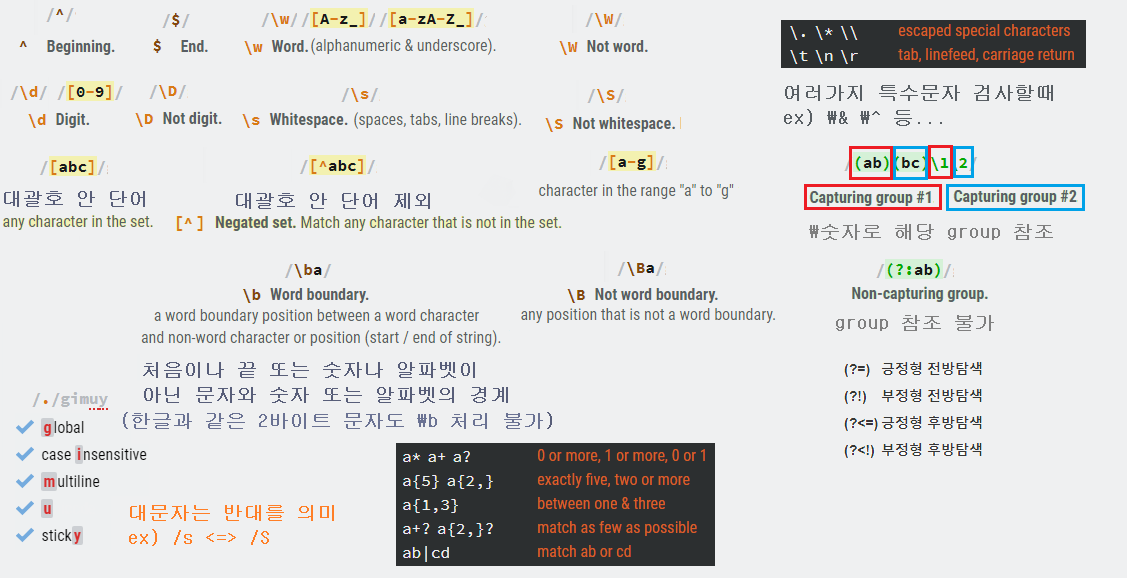 /^/
^ Beginning.
/$/
$ End.
/\w/ /[A-z_]/ /[a-zA-Z_]/
\w Word. (alphanumeric & underscore).
/\W/
\W Not word.
\. \* \\ escaped special characters
\t \n \r tab, linefeed, carriage return
/\d/ /[0-9]/
\d Digit.
/\D/
\D Not digit.
/\s/
\s Whitespace. (spaces, tabs, line breaks).
/\S/
\S Not whitespace.
여러가지 특수문자 검사할때
ex) ₩& ₩^ 등...
/[abc]/
대괄호 안 단어
any character in the set.
/[^abc]/
대괄호 안 단어 제외
[^] Negated set. Match any character that is not in the set.
/[a-g]/
character in the range "a" to "g"
/(ab)(bc)\1\2/
Capturing group #1 Capturing group #2
₩숫자로 해당 group 참조
/\ba/
\b Word boundary.
a word boundary position between a word character
and non-word character or position (start / end of string).
/\Ba/
\B Not word boundary.
any position that is not a word boundary.
/(?:ab)/
Non-capturing group.
group 참조 불가
처음이나 끝 또는 숫자나 알파벳이
아닌 문자와 숫자 또는 알파벳의 경계
(한글과 같은 2바이트 문자도 ₩b 처리 불가)
(?=) 긍정형 전방탐색
(?!) 부정형 전방탐색
(?<=) 긍정형 후방탐색
(?<!) 부정형 후방탐색
/./gimuy
global
case insensitive
multiline
u
sticky
대문자는 반대를 의미
ex) /s <=> /S
a* a+ a? 0 or more, 1 or more, 0 or 1
a{5} a{2,} exactly five, two or more
a{1,3} between one & three
a+? a{2,}? match as few as possible
ab|cd match ab or cd